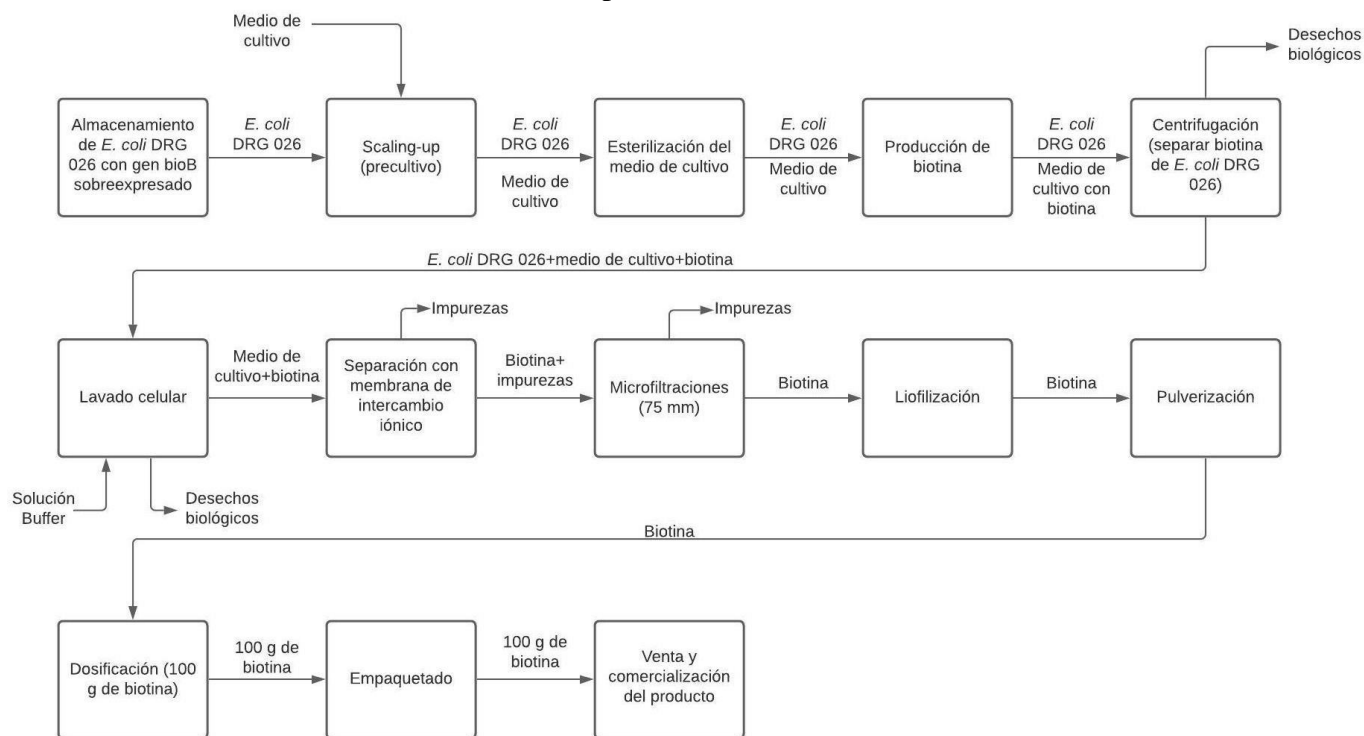 Medio de
cultivo
Desechos
biológicos
Almacenamiento
de E. coli DRG
026 con gen bioB
sobreexpresado
E. coli
DRG 026
Scaling-up
(precultivo)
E. coli
DRG 026
Medio de
cultivo
Esterilización del
medio de cultivo
E. coli
DRG 026
Medio de
cultivo
Producción de
biotina
E. coli
DRG 026
Medio de
cultivo con
biotina
Centrifugación
(separar biotina
de E. coli DRG
026)
E. coli DRG 026+medio de cultivo+biotina
Lavado celular
Solución
Buffer
Desechos
biológicos
Medio de
cultivo+biotina
Separación con
membrana de
intercambio
iónico
Impurezas
Biotina+
impurezas
Microfiltraciones
(75 mm)
Impurezas
Biotina
Liofilización
Biotina
Pulverización
Biotina
Dosificación (100
g de biotina)
100 g de
biotina
Empaquetado
100 g de
biotina
Venta y
comercialización
del producto